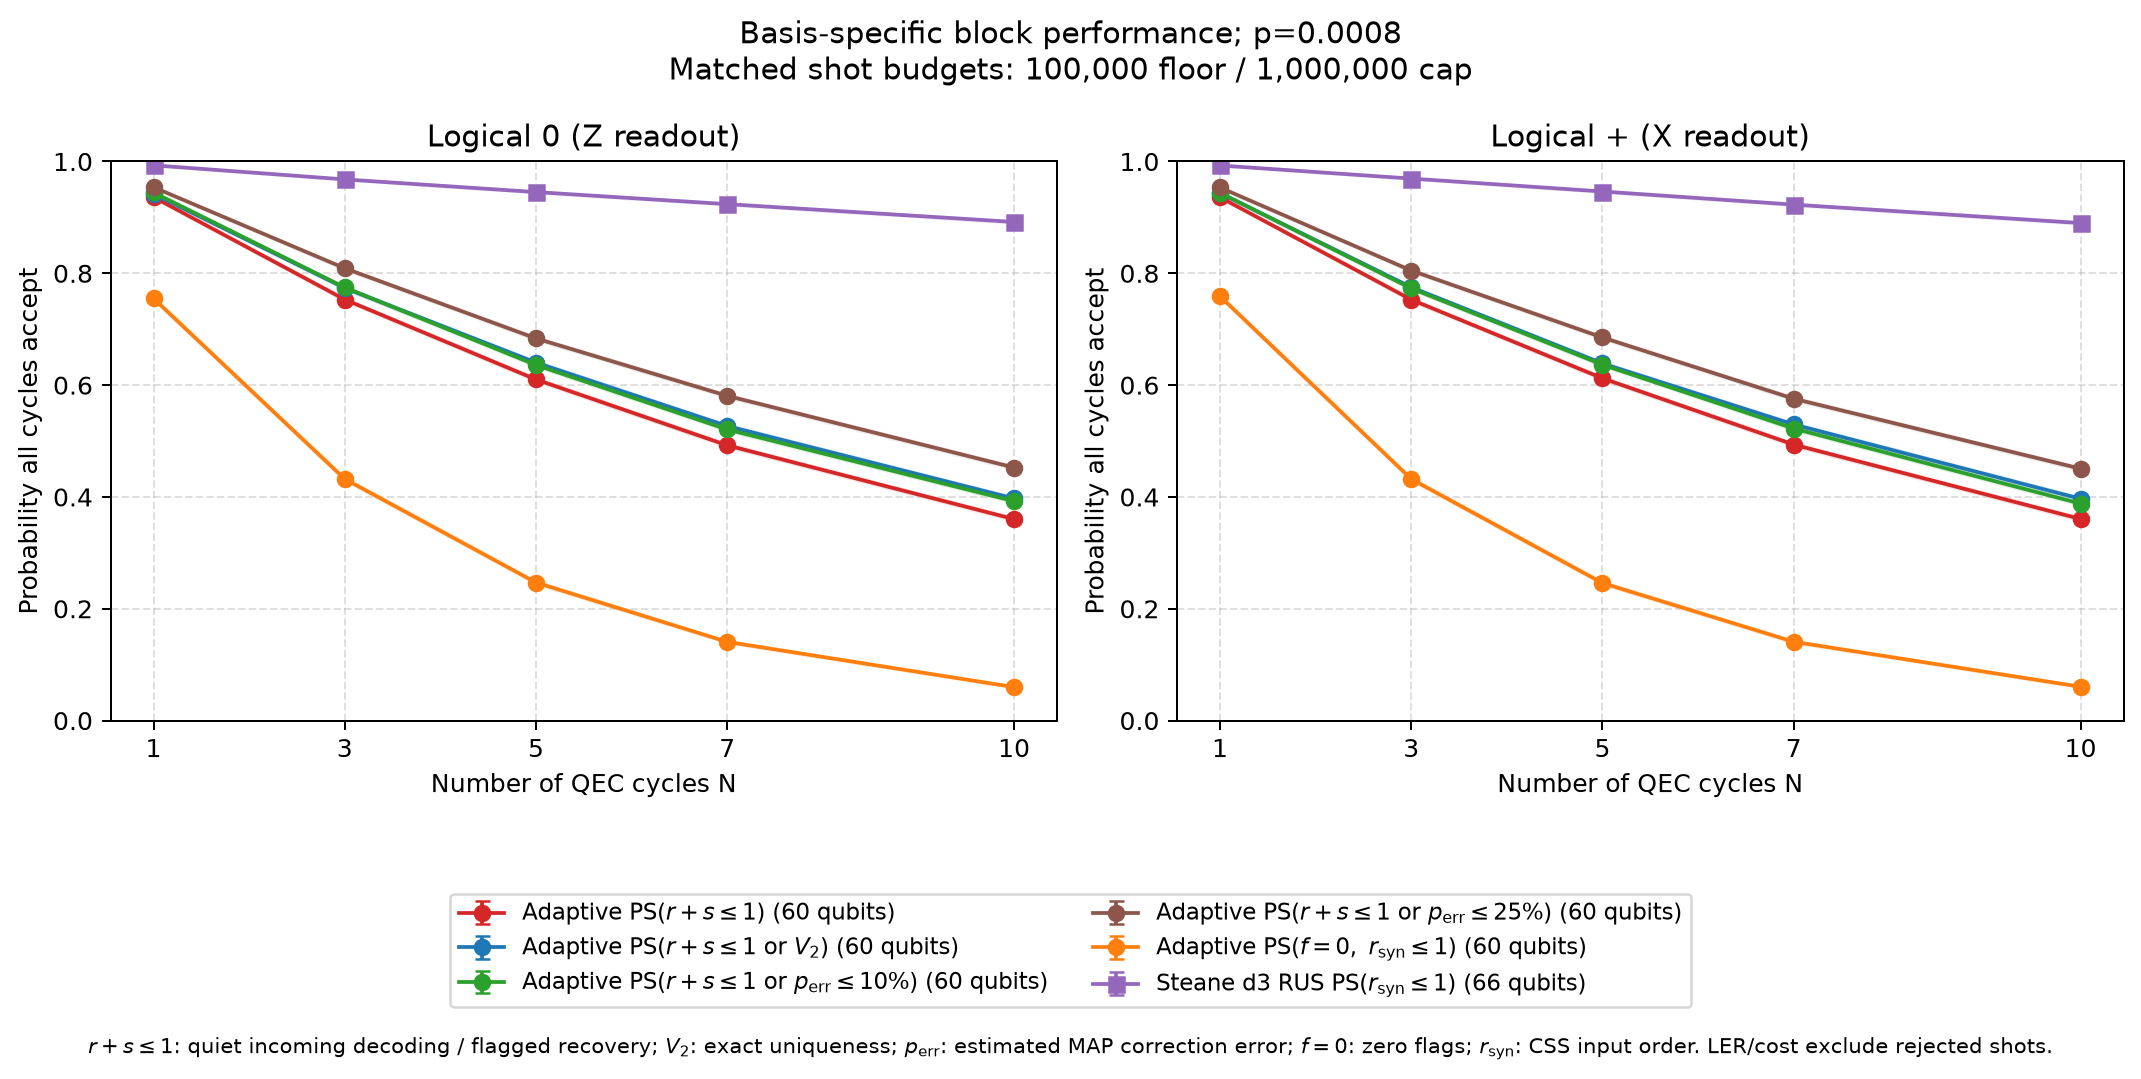 Basis-specific block performance; p=0.0008
Matched shot budgets: 100,000 floor / 1,000,000 cap
Logical 0 (Z readout)
1.0
0.8
0.6
0.4
0.2
0.0
Probability all cycles accept
1 3 5 7 10
Number of QEC cycles N
Logical + (X readout)
1.0
0.8
0.6
0.4
0.2
0.0
Probability all cycles accept
1 3 5 7 10
Number of QEC cycles N
Adaptive PS(r + s ≤ 1) (60 qubits)
Adaptive PS(r + s ≤ 1 or V₂) (60 qubits)
Adaptive PS(r + s ≤ 1 or p_err ≤ 10%) (60 qubits)
Adaptive PS(r + s ≤ 1 or p_err ≤ 25%) (60 qubits)
Adaptive PS(f = 0, r_syn ≤ 1) (60 qubits)
Steane d3 RUS PS(r_syn ≤ 1) (66 qubits)
r + s ≤ 1: quiet incoming decoding / flagged recovery; V₂: exact uniqueness; p_err: estimated MAP correction error; f = 0: zero flags; r_syn: CSS input order. LER/cost exclude rejected shots.